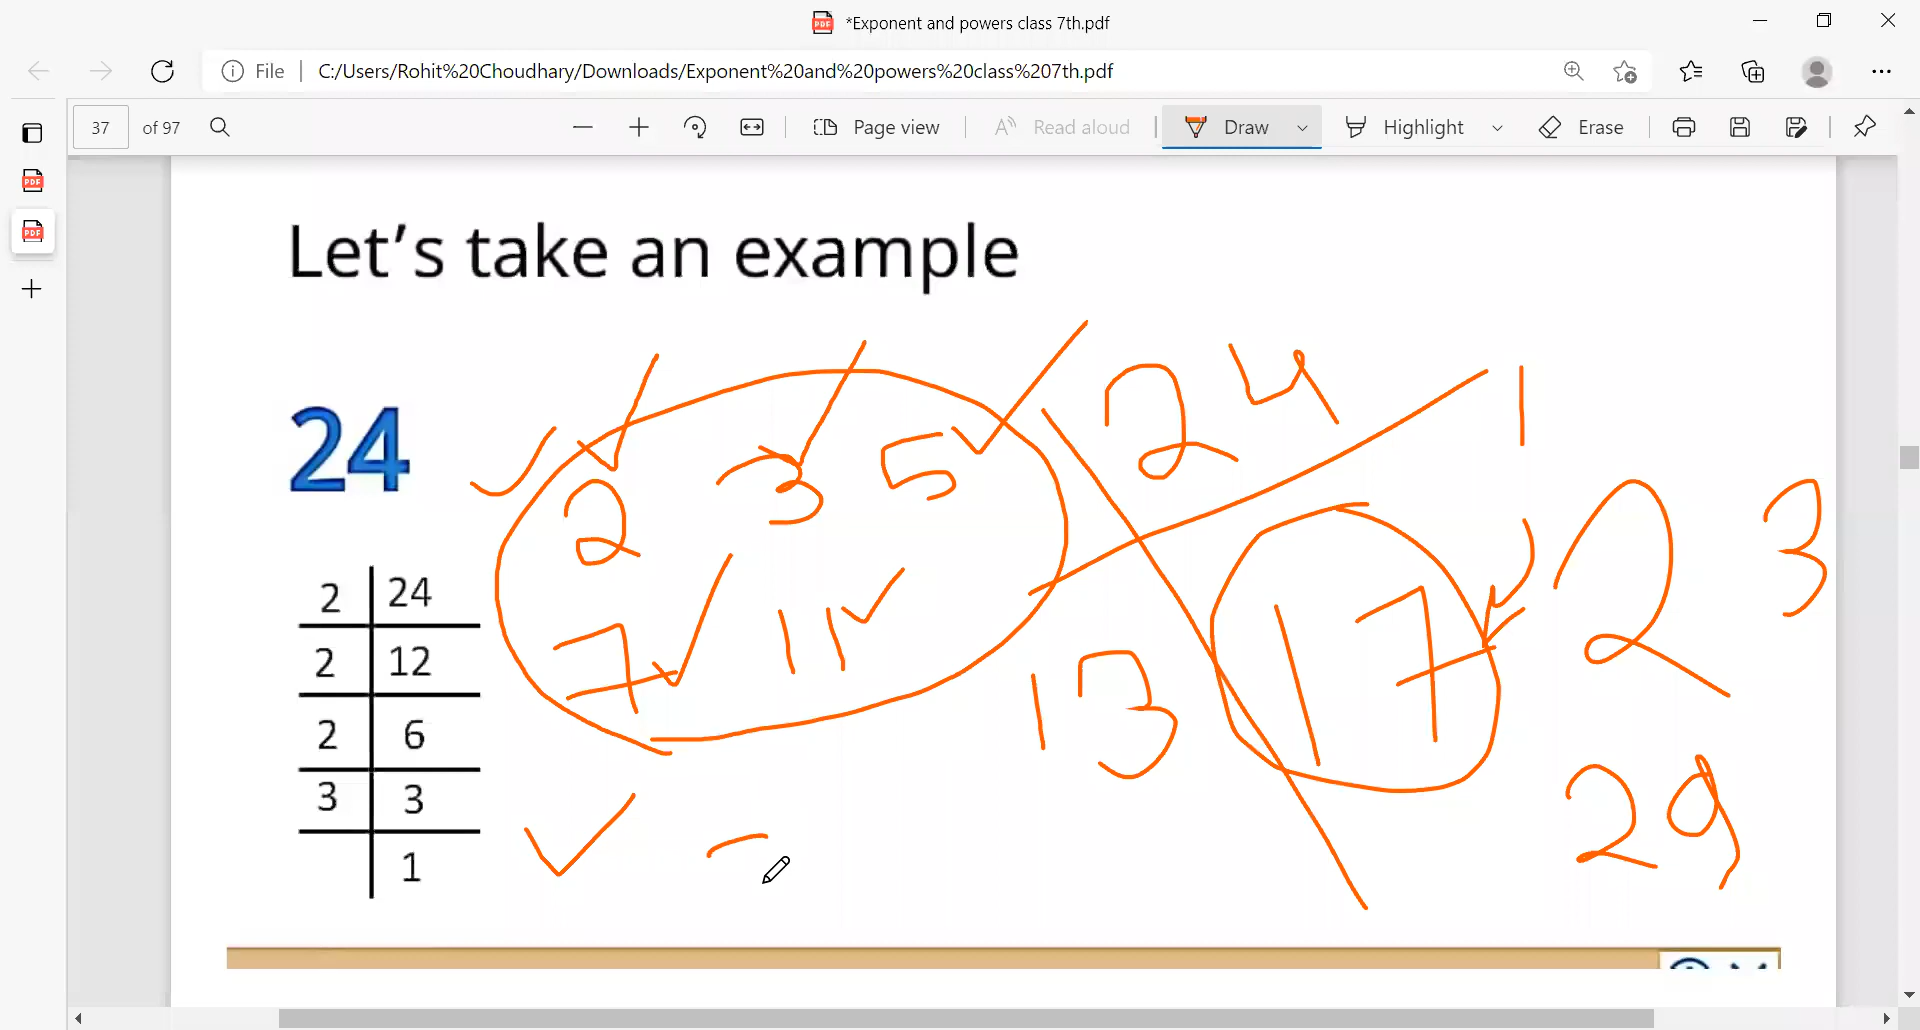 *Exponent and powers class 7th.pdf
File | C:/Users/Rohit%20Choudhary/Downloads/Exponent%20and%20powers%20class%207th.pdf
37 of 97 Page view Read aloud Draw Highlight Erase
Let's take an example
24
2 4 1
2 3 5
2 3
7 11
13 17
29
2 24
2 12
2 6
3 3
1